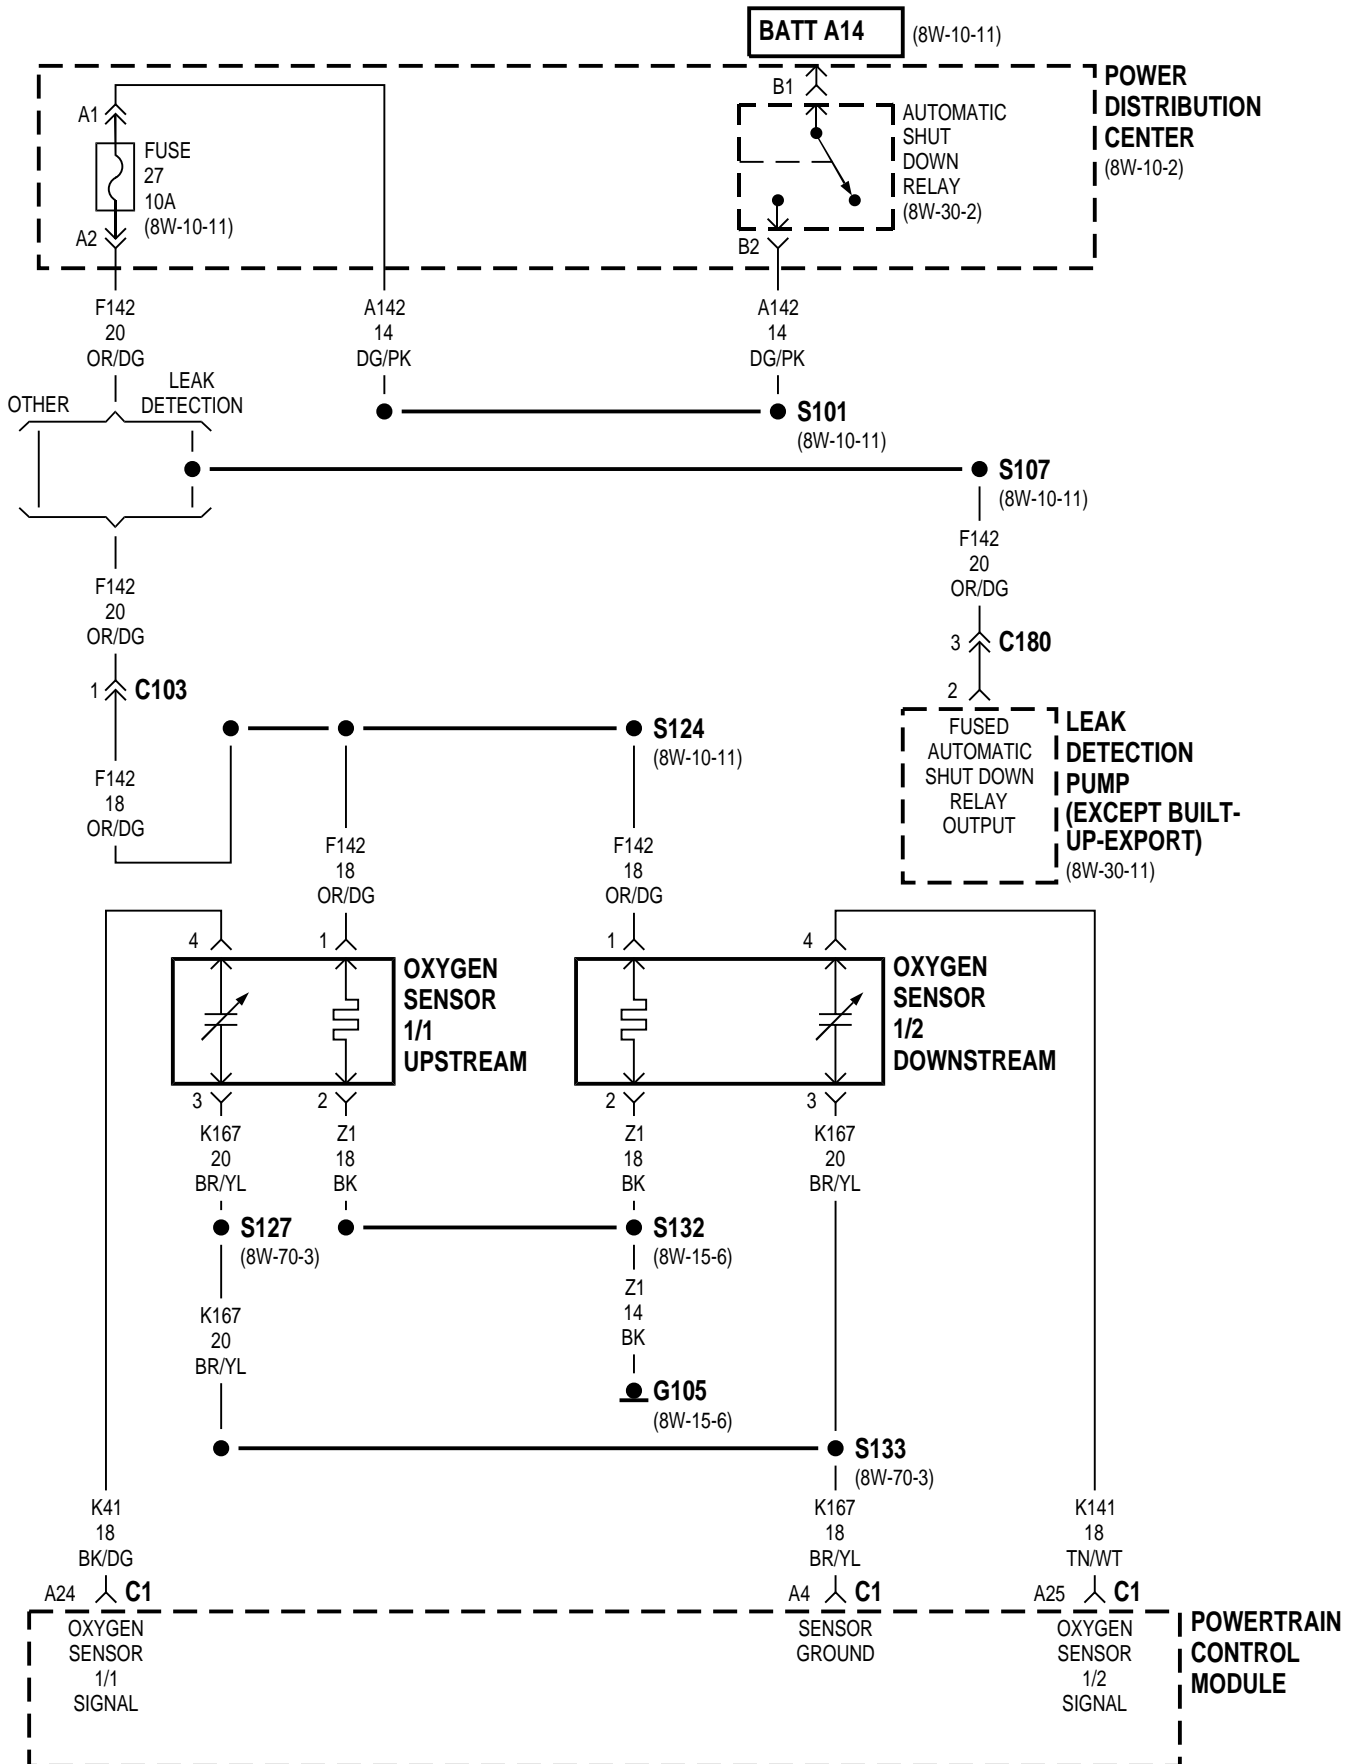 BATT A14
(8W-10-11)
POWER
DISTRIBUTION
CENTER
(8W-10-2)
B1
AUTOMATIC
SHUT
DOWN
RELAY
(8W-30-2)
B2
A1
FUSE
27
10A
(8W-10-11)
A2
F142
20
OR/DG
A142
14
DG/PK
A142
14
DG/PK
OTHER
LEAK
DETECTION
S101
(8W-10-11)
S107
(8W-10-11)
F142
20
OR/DG
F142
20
OR/DG
3
C180
2
1
C103
FUSED
AUTOMATIC
SHUT DOWN
RELAY
OUTPUT
LEAK
DETECTION
PUMP
(EXCEPT BUILT-
UP-EXPORT)
(8W-30-11)
S124
(8W-10-11)
F142
18
OR/DG
F142
18
OR/DG
F142
18
OR/DG
4
1
1
4
OXYGEN
SENSOR
1/1
UPSTREAM
OXYGEN
SENSOR
1/2
DOWNSTREAM
3
2
2
3
K167
20
BR/YL
Z1
18
BK
Z1
18
BK
K167
20
BR/YL
S127
(8W-70-3)
S132
(8W-15-6)
K167
20
BR/YL
Z1
14
BK
G105
(8W-15-6)
S133
(8W-70-3)
K41
18
BK/DG
K167
18
BR/YL
K141
18
TN/WT
A24
C1
A4
C1
A25
C1
OXYGEN
SENSOR
1/1
SIGNAL
SENSOR
GROUND
OXYGEN
SENSOR
1/2
SIGNAL
POWERTRAIN
CONTROL
MODULE